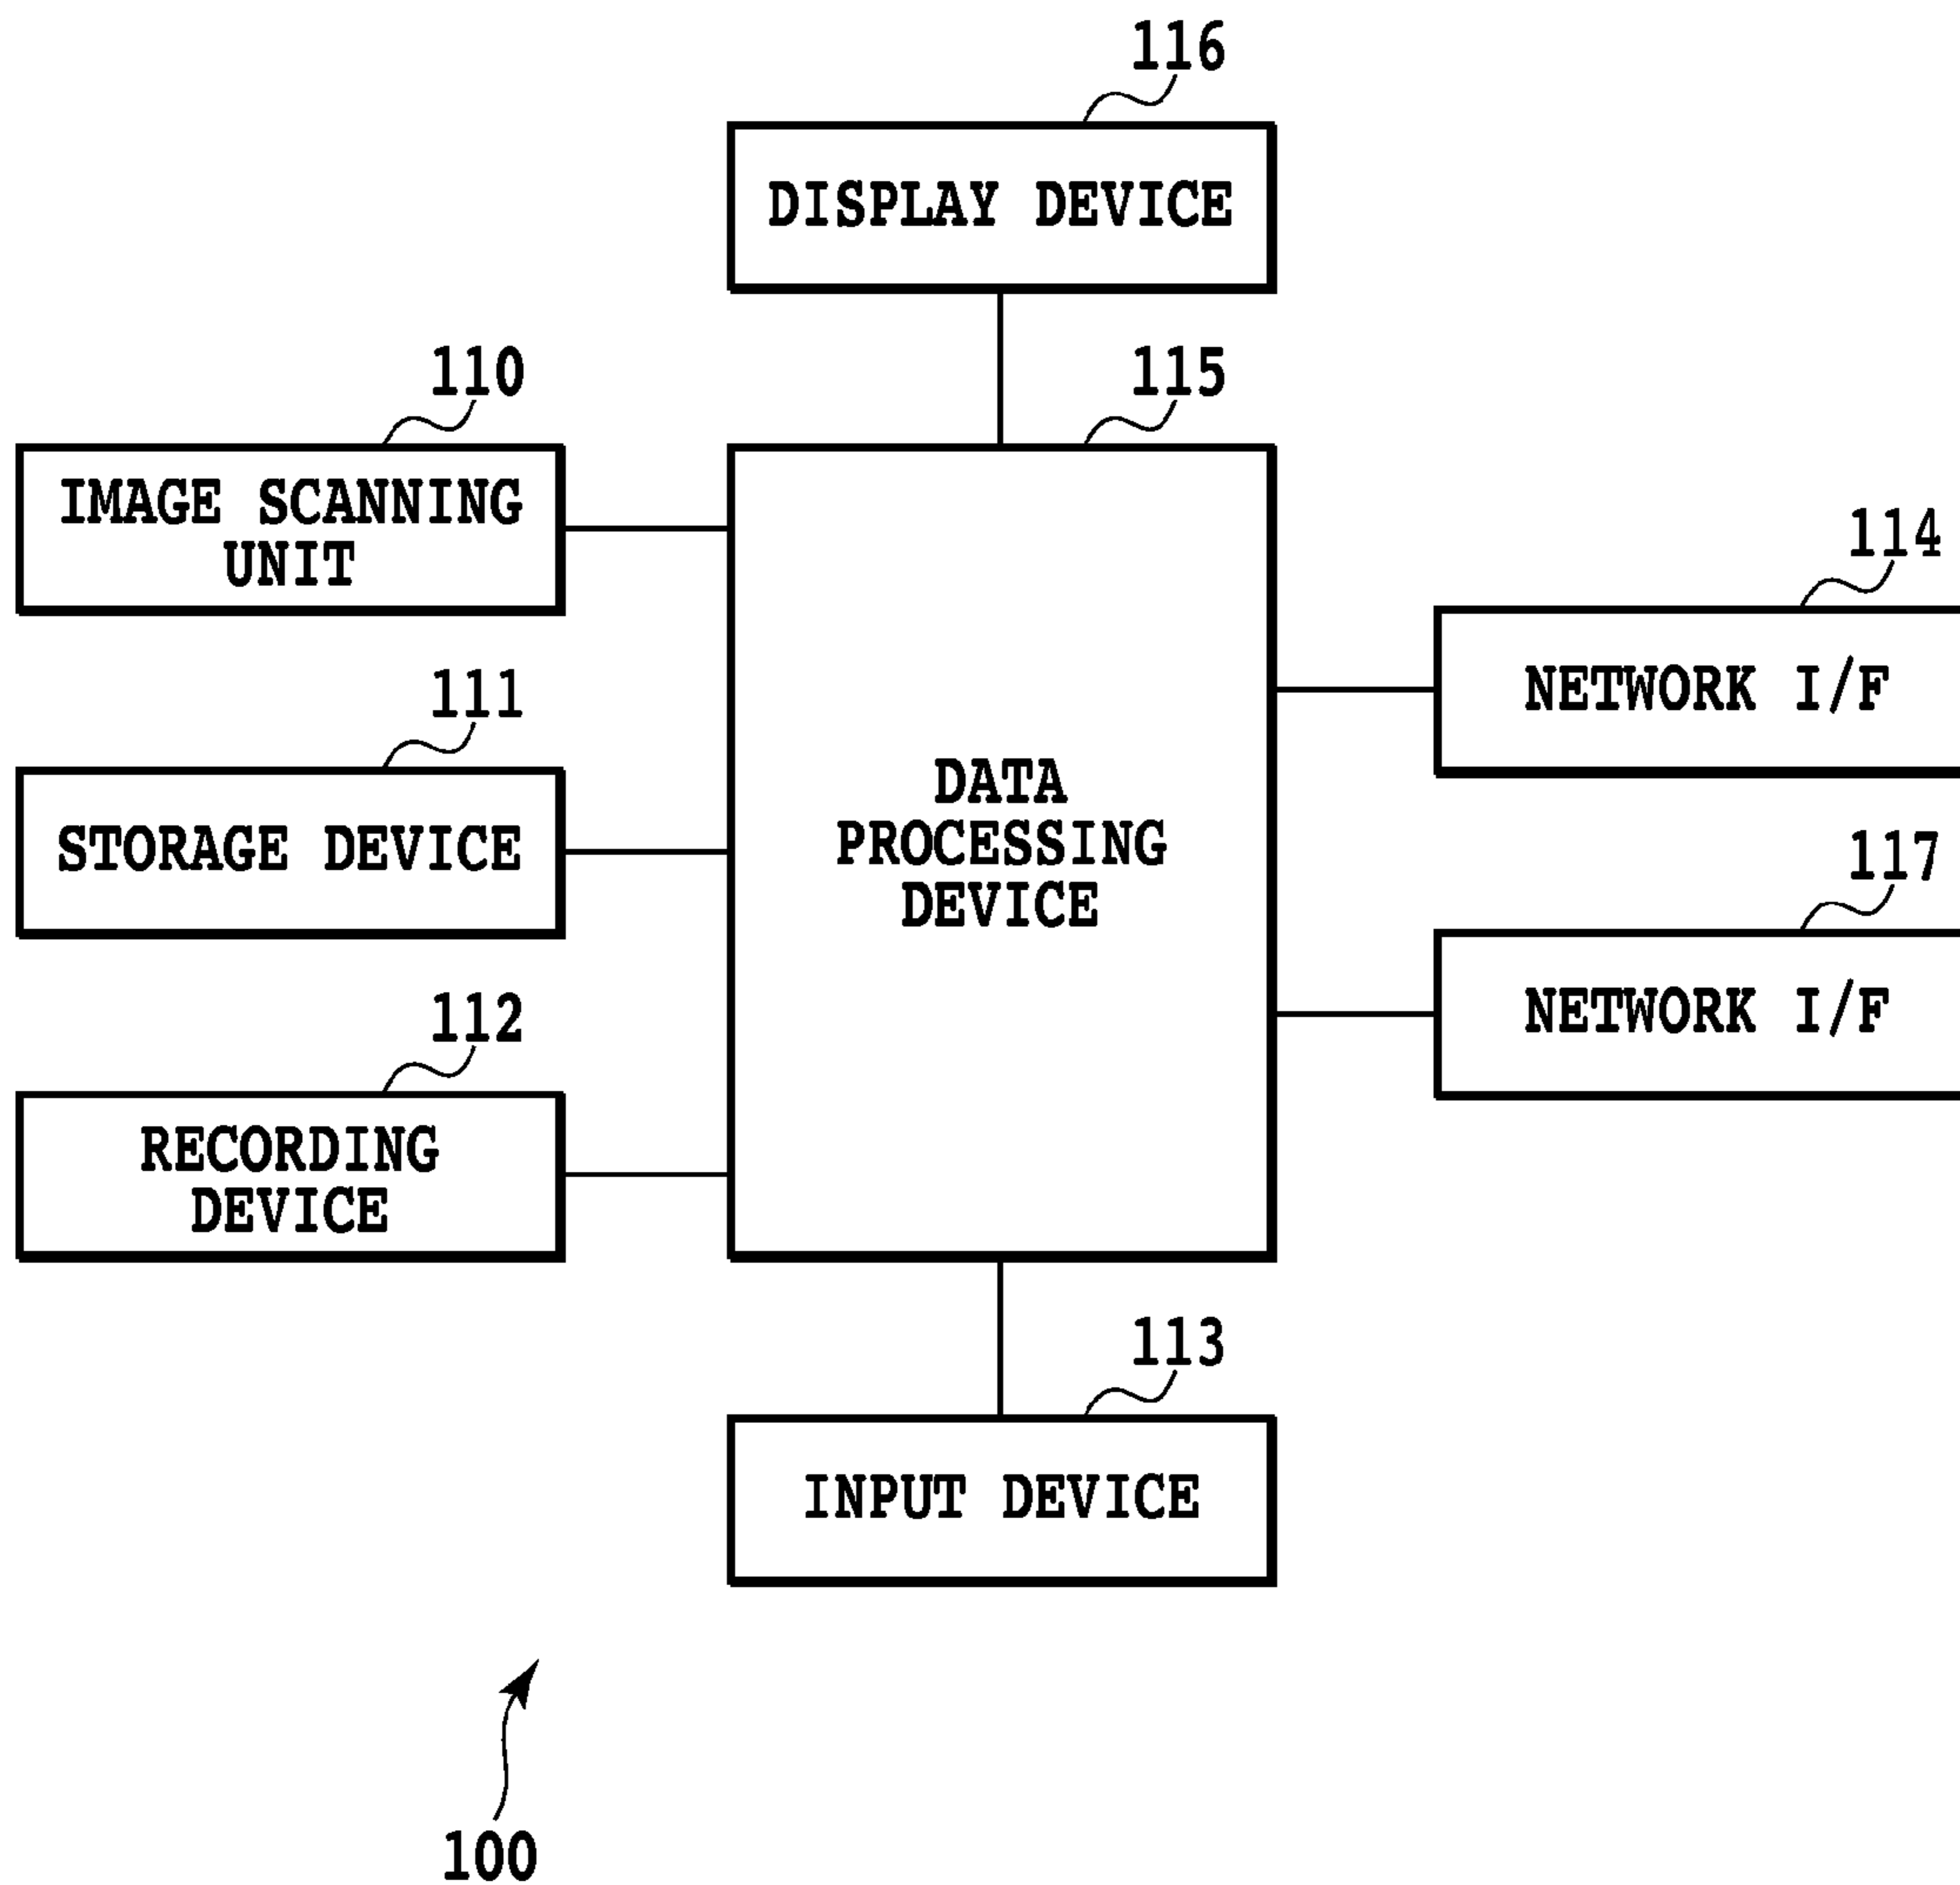 116
DISPLAY DEVICE
110
115
IMAGE SCANNING
UNIT
114
NETWORK I/F
111
STORAGE DEVICE
DATA
PROCESSING
DEVICE
117
NETWORK I/F
112
RECORDING
DEVICE
113
INPUT DEVICE
100